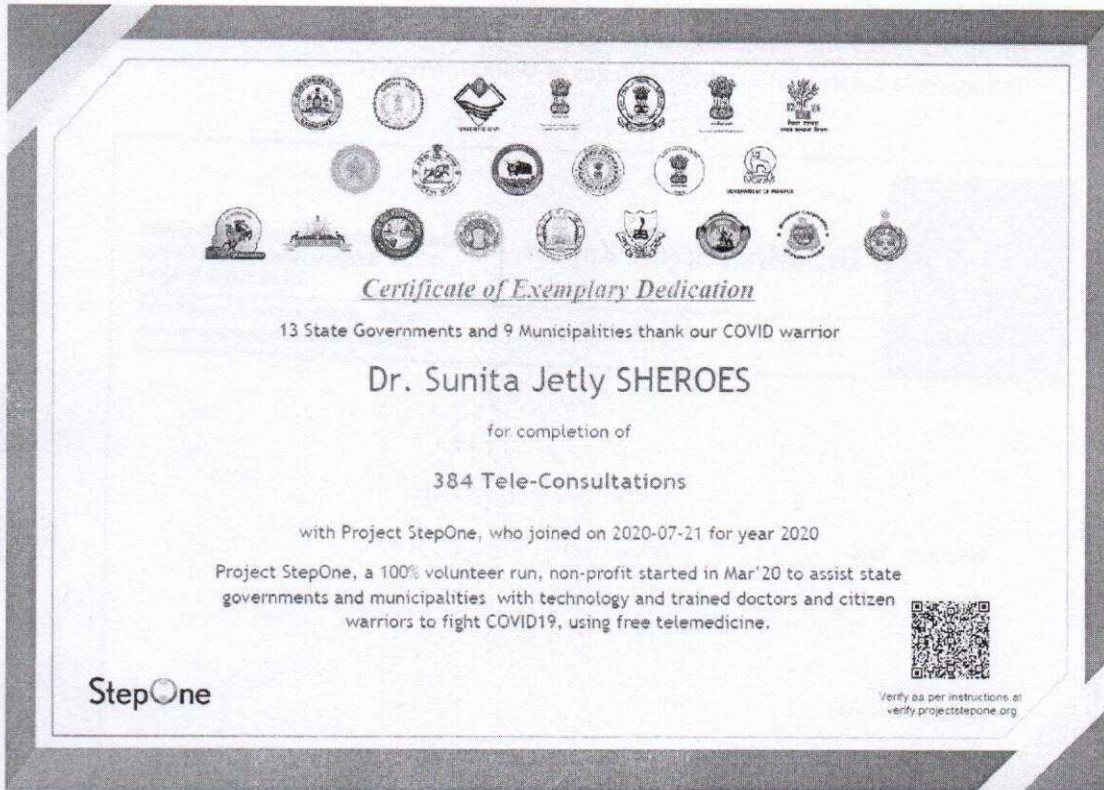 GOVERNMENT OF MANIPUR
Certificate of Exemplary Dedication
13 State Governments and 9 Municipalities thank our COVID warrior
Dr. Sunita Jetly SHEROES
for completion of
384 Tele-Consultations
with Project StepOne, who joined on 2020-07-21 for year 2020
Project StepOne, a 100% volunteer run, non-profit started in Mar'20 to assist state
governments and municipalities with technology and trained doctors and citizen
warriors to fight COVID19, using free telemedicine.
StepOne
Verify as per instructions at
verify.projectstepone.org